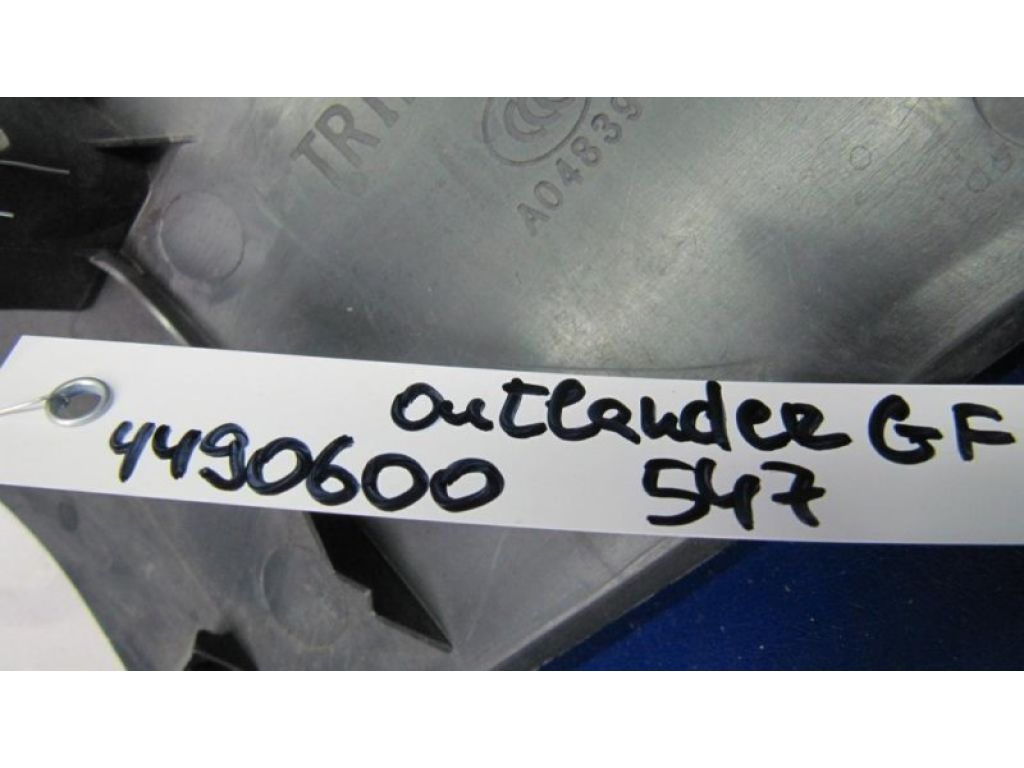 TRI
A04839
Outlander GF
4490600 547